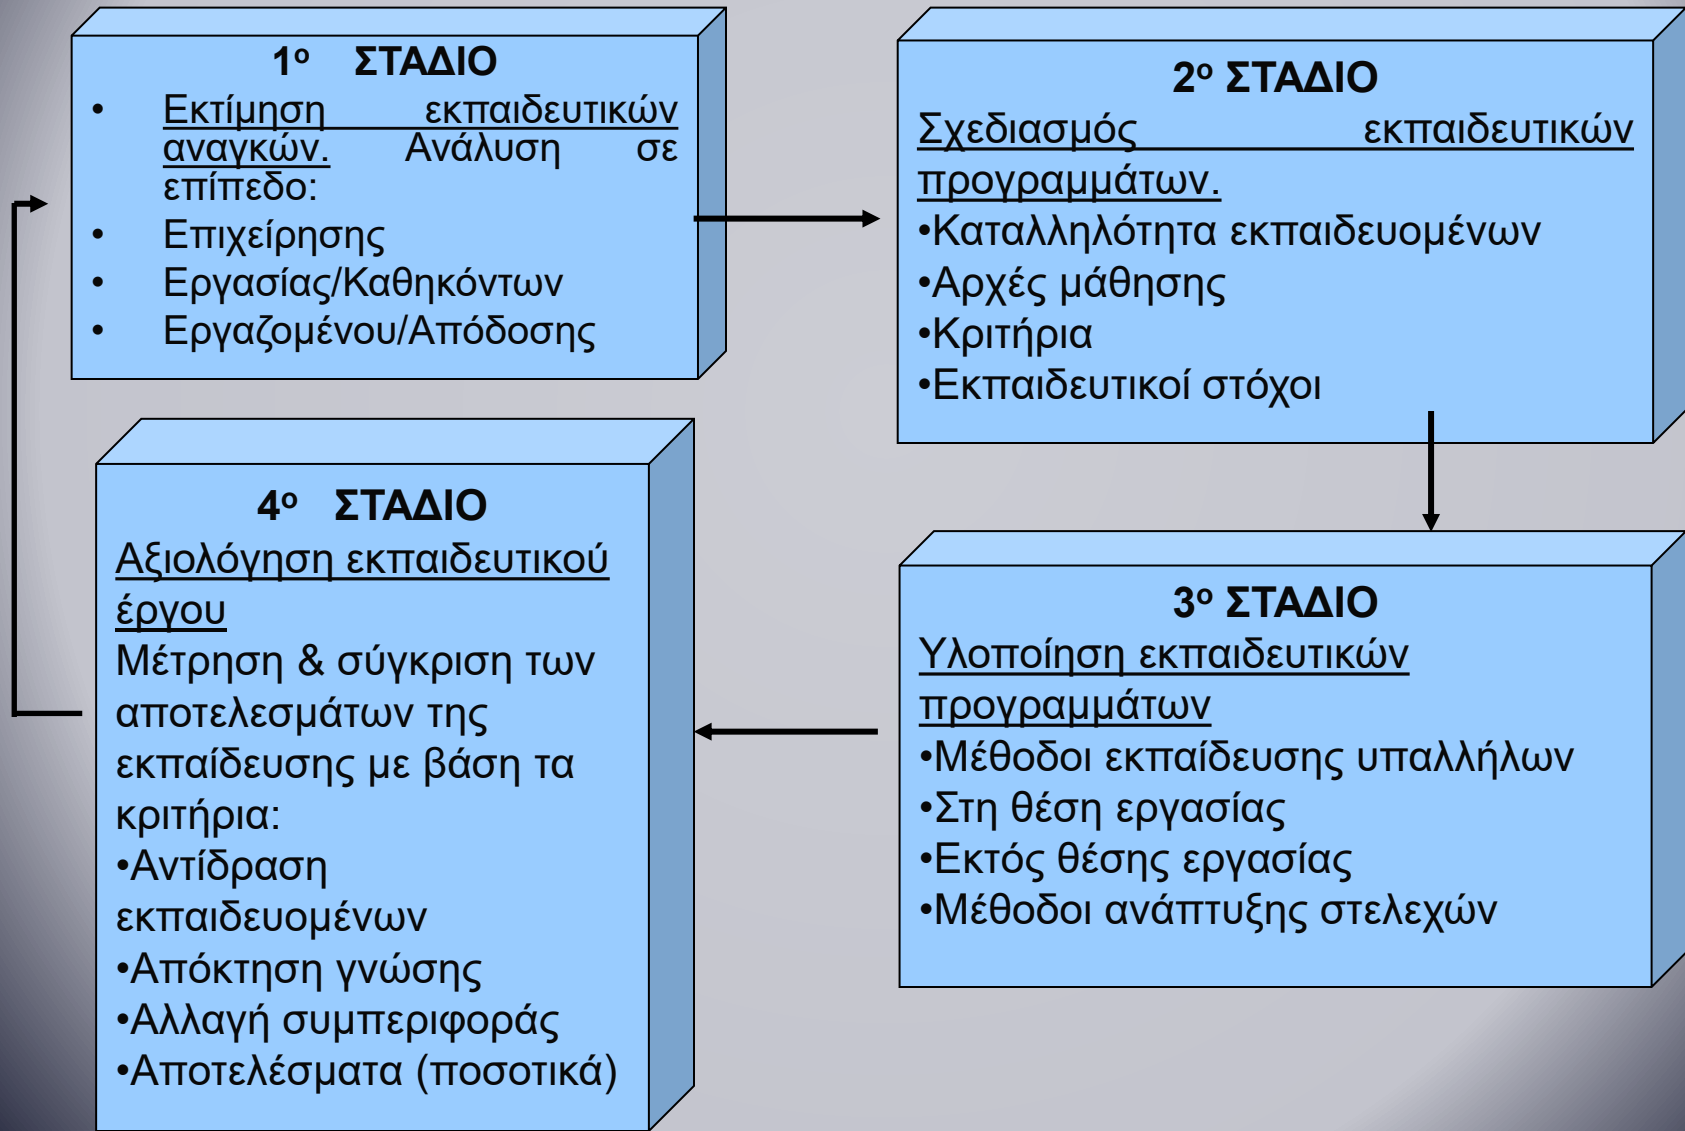 1ο ΣΤΑΔΙΟ
• Εκτίμηση εκπαιδευτικών
αναγκών. Ανάλυση σε
επίπεδο:
• Επιχείρησης
• Εργασίας/Καθηκόντων
• Εργαζομένου/Απόδοσης
2ο ΣΤΑΔΙΟ
Σχεδιασμός εκπαιδευτικών
προγραμμάτων.
•Καταλληλότητα εκπαιδευομένων
•Αρχές μάθησης
•Κριτήρια
•Εκπαιδευτικοί στόχοι
3ο ΣΤΑΔΙΟ
Υλοποίηση εκπαιδευτικών
προγραμμάτων
•Μέθοδοι εκπαίδευσης υπαλλήλων
•Στη θέση εργασίας
•Εκτός θέσης εργασίας
•Μέθοδοι ανάπτυξης στελεχών
4ο ΣΤΑΔΙΟ
Αξιολόγηση εκπαιδευτικού
έργου
Μέτρηση & σύγκριση των
αποτελεσμάτων της
εκπαίδευσης με βάση τα
κριτήρια:
•Αντίδραση
εκπαιδευομένων
•Απόκτηση γνώσης
•Αλλαγή συμπεριφοράς
•Αποτελέσματα (ποσοτικά)